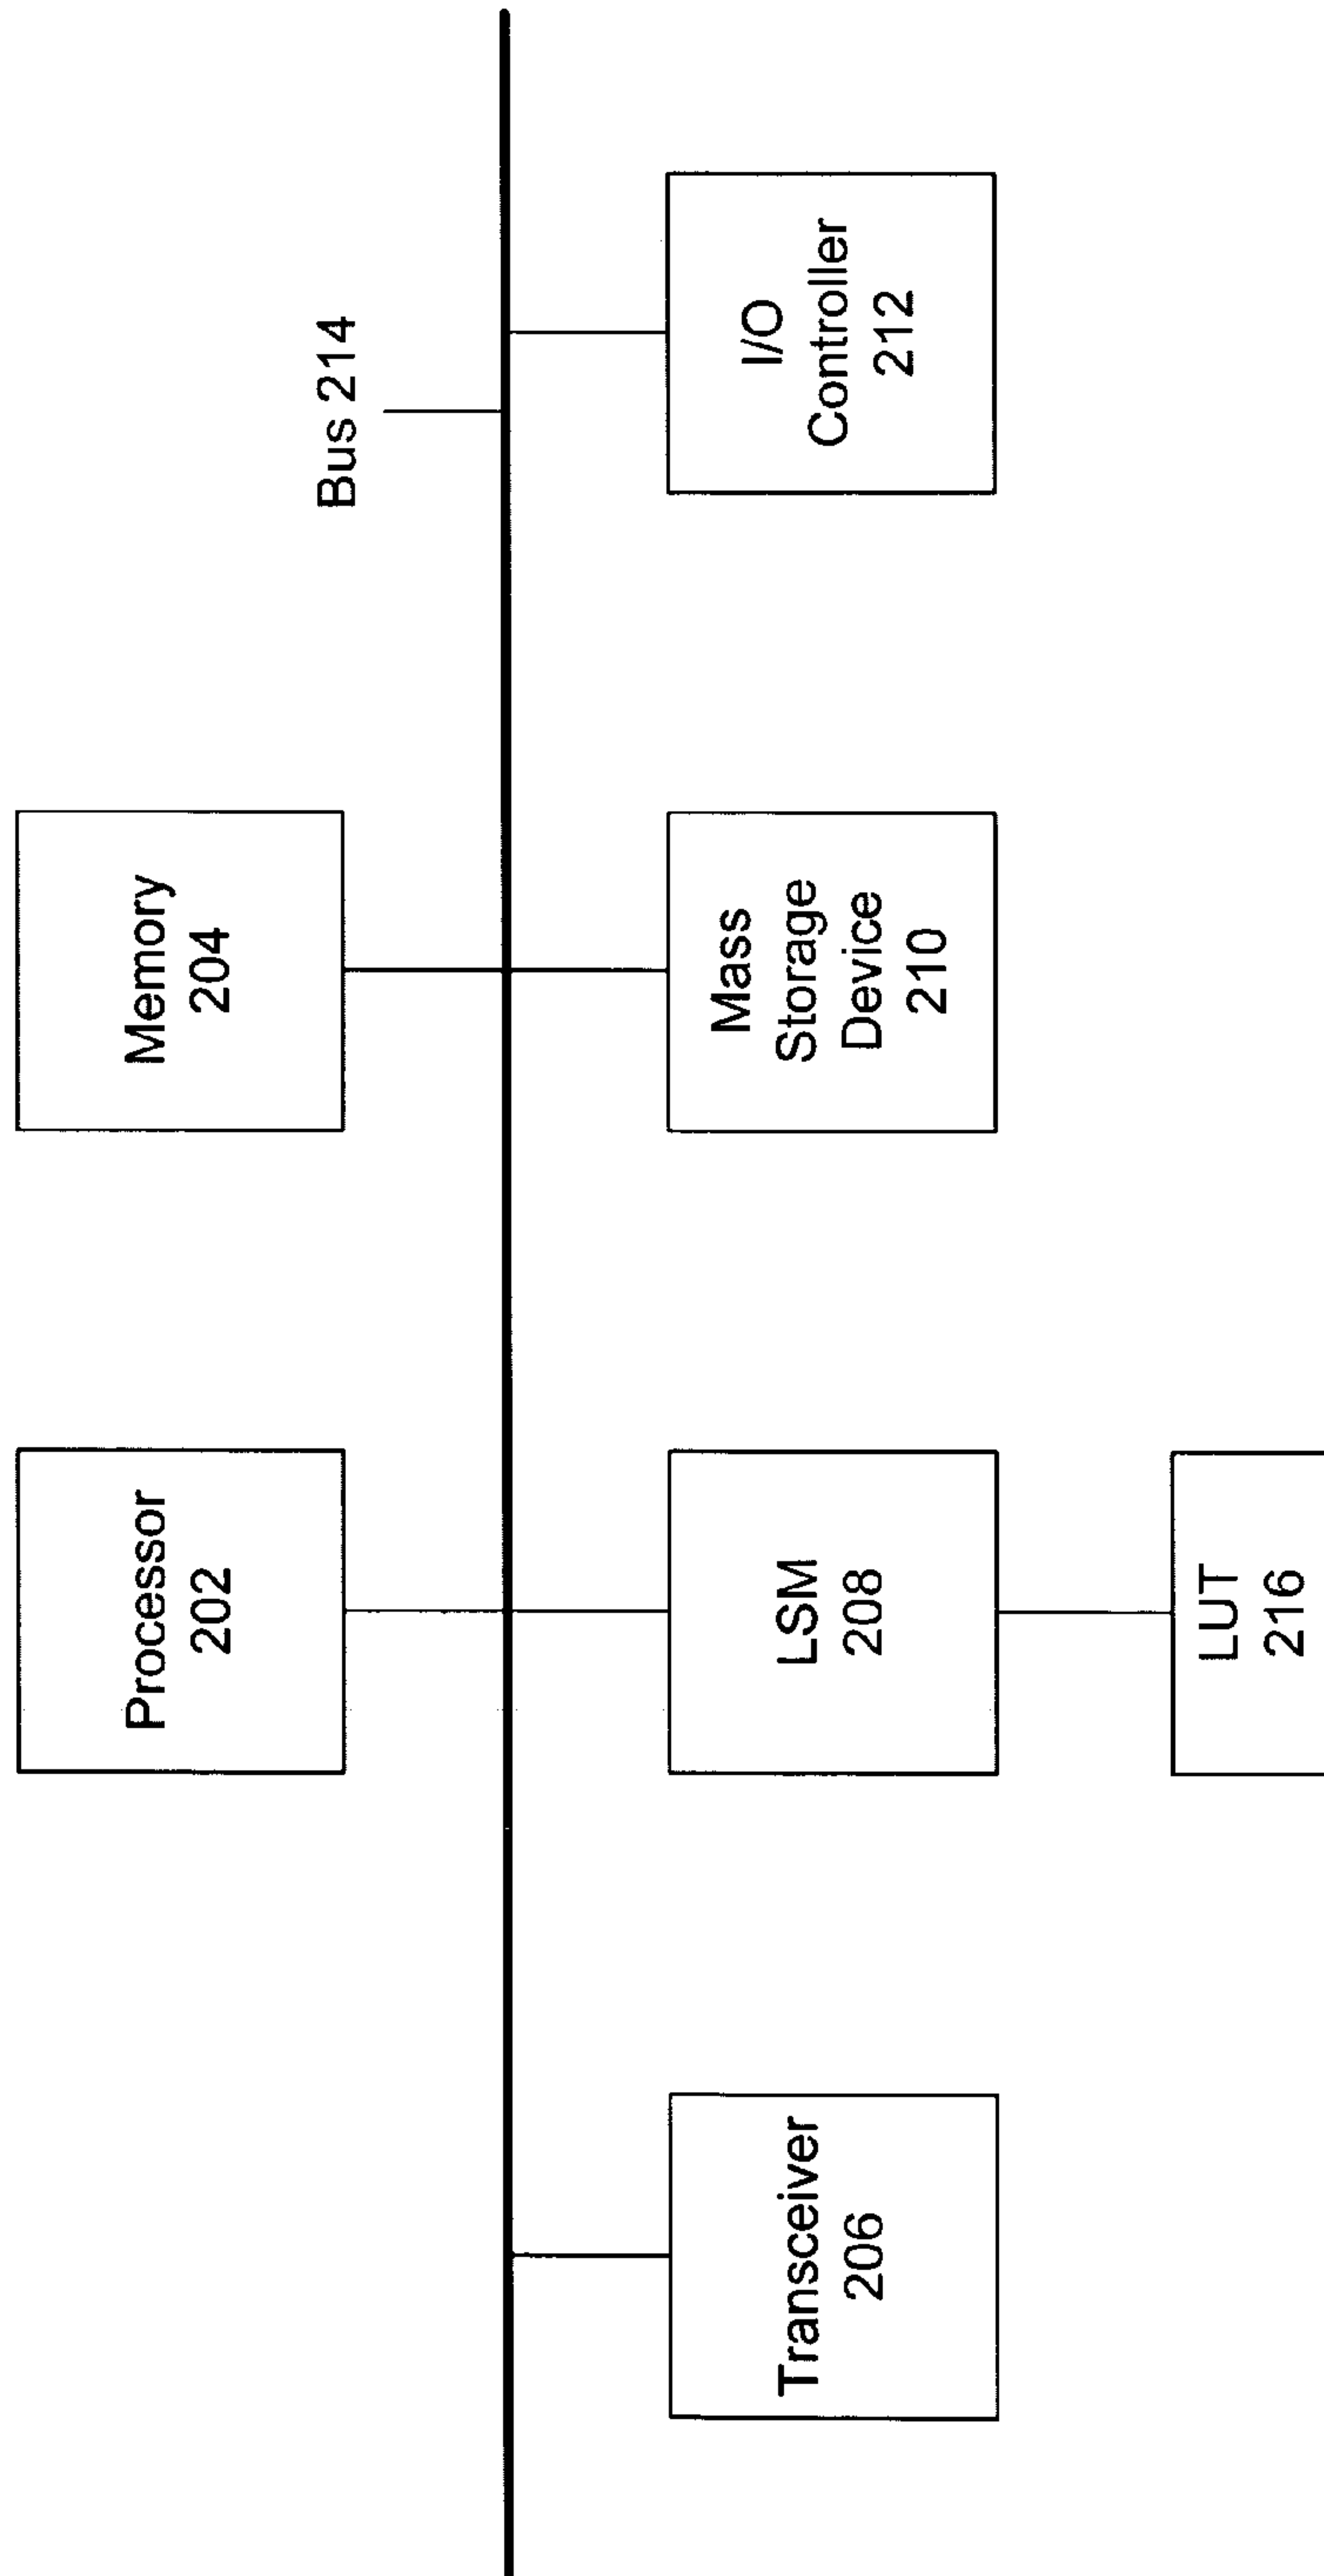 Processor
202
Memory
204
Bus 214
Transceiver
206
LSM
208
Mass
Storage
Device
210
I/O
Controller
212
LUT
216